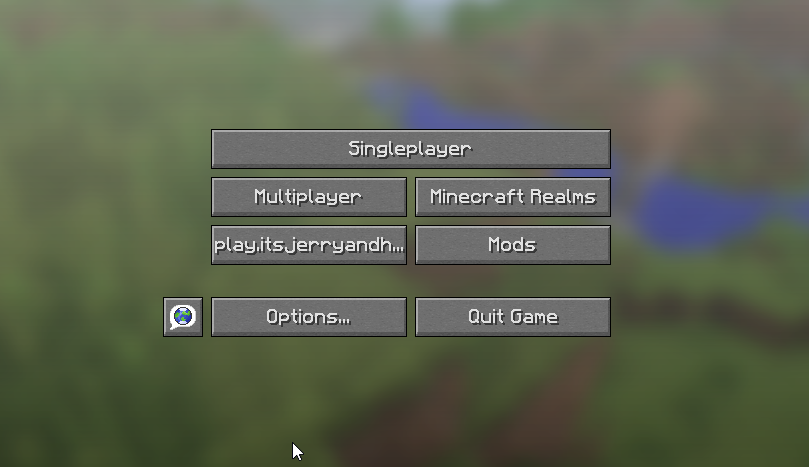 Singleplayer
Multiplayer
Minecraft Realms
play.itsjerryandh...
Mods
Options...
Quit Game